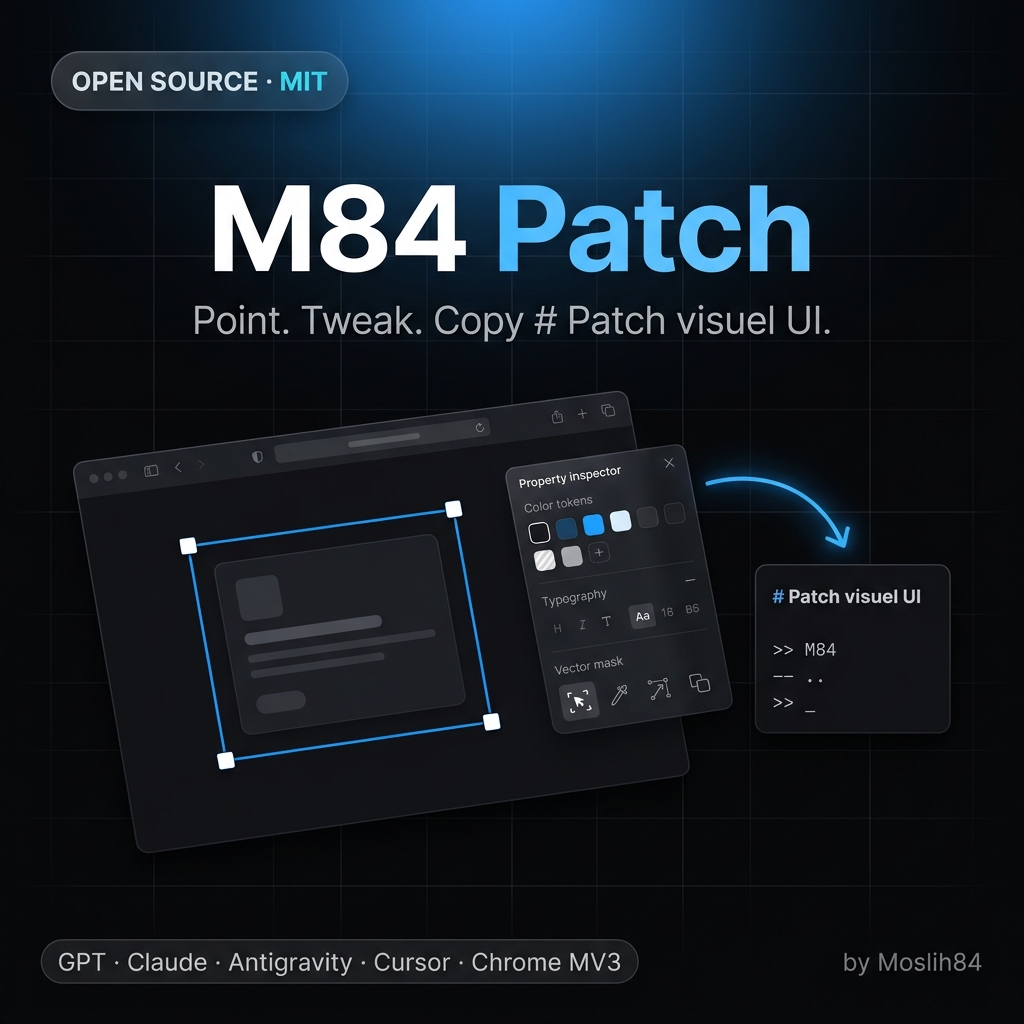 OPEN SOURCE · MIT
M84 Patch
Point. Tweak. Copy # Patch visuel UI.
Property inspector
Color tokens
Typography
H I T Aa 18 B6
Vector mask
# Patch visuel UI
>> M84
-- ..
>> _
GPT · Claude · Antigravity · Cursor · Chrome MV3
by Moslih84